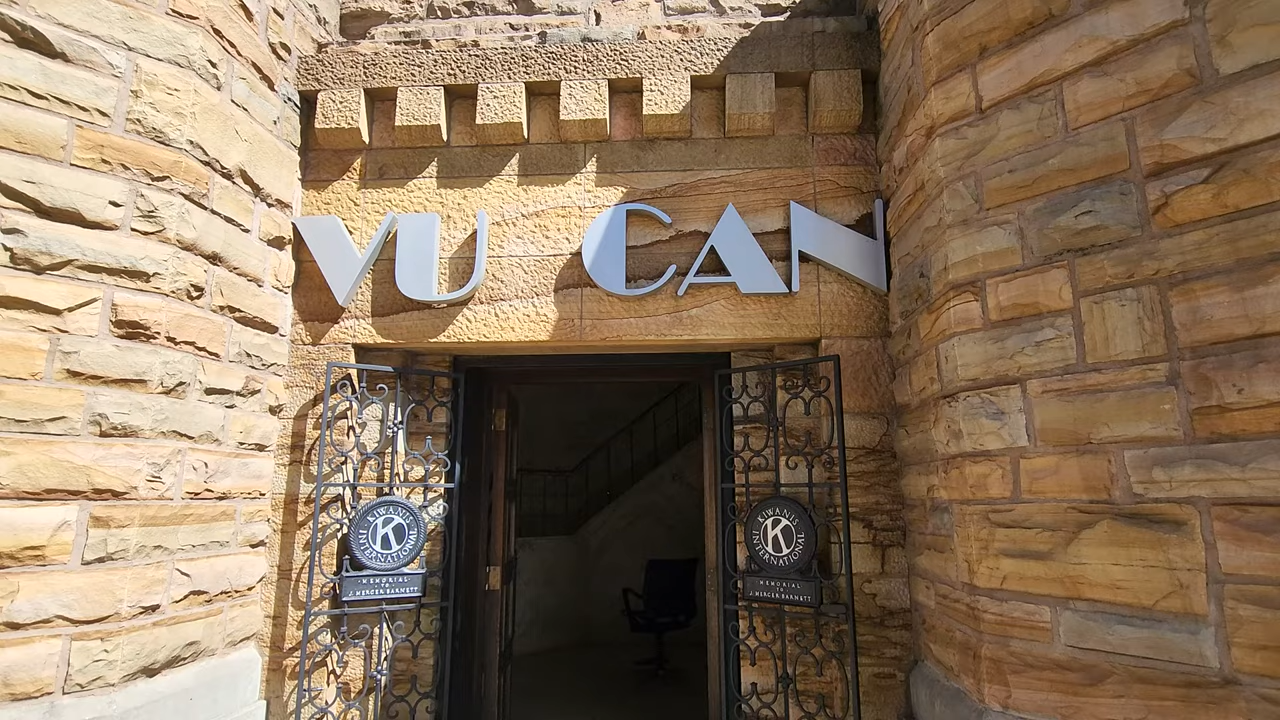 VU CAN
KIWANIS
K
INTERNATIONAL
MEMORIAL
TO
J. MERCER BARNETT
KIWANIS
K
INTERNATIONAL
MEMORIAL
TO
J. MERCER BARNETT